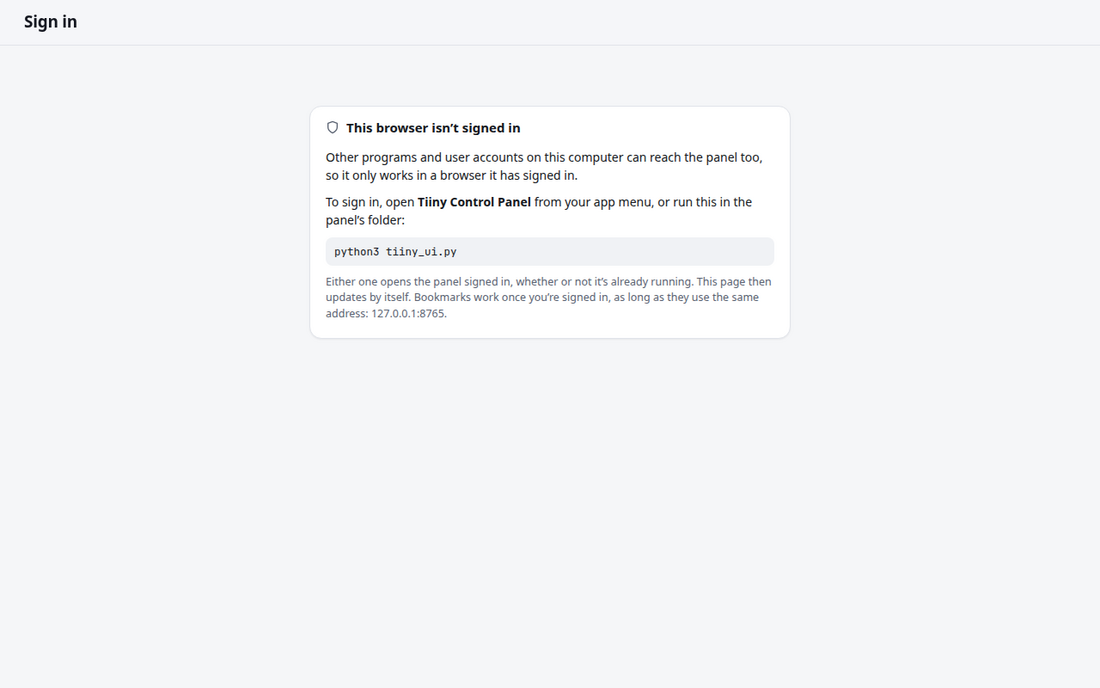 Sign in
This browser isn’t signed in
Other programs and user accounts on this computer can reach the panel too,
so it only works in a browser it has signed in.
To sign in, open Tiiny Control Panel from your app menu, or run this in the
panel’s folder:
python3 tiiny_ui.py
Either one opens the panel signed in, whether or not it’s already running. This page then
updates by itself. Bookmarks work once you’re signed in, as long as they use the same
address: 127.0.0.1:8765.